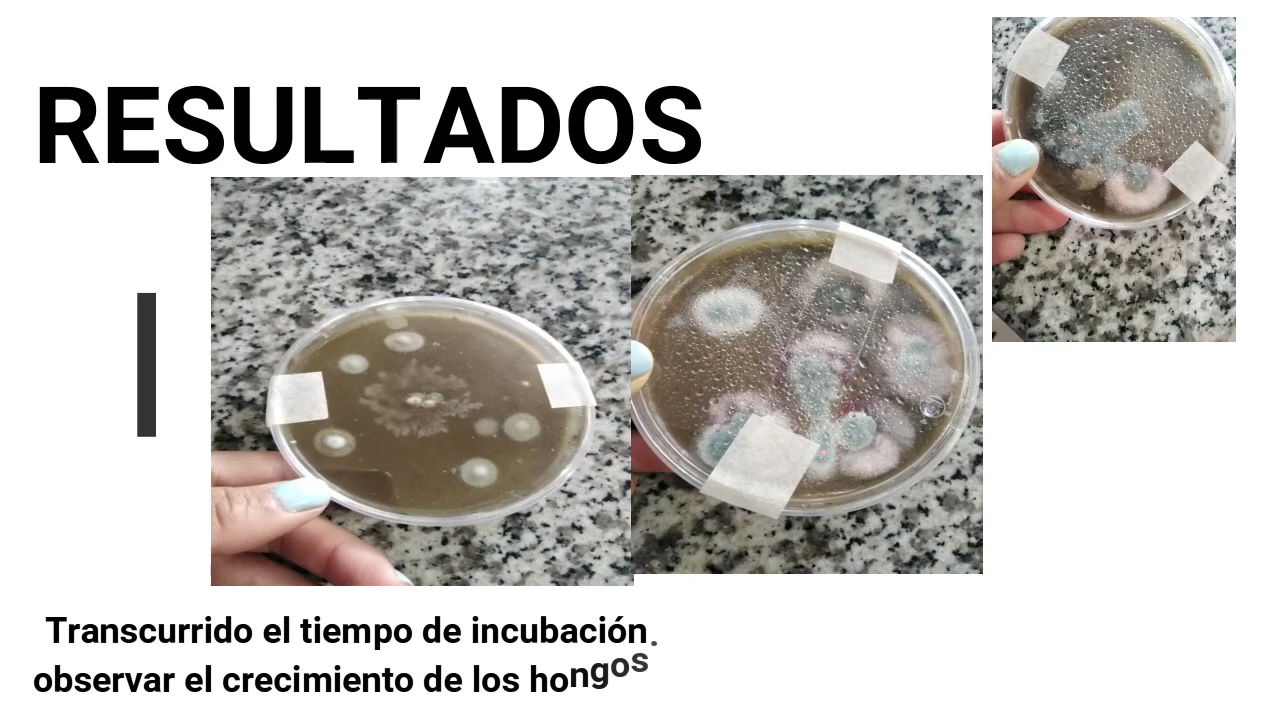 RESULTADOS
Transcurrido el tiempo de incubación.
observar el crecimiento de los hongos